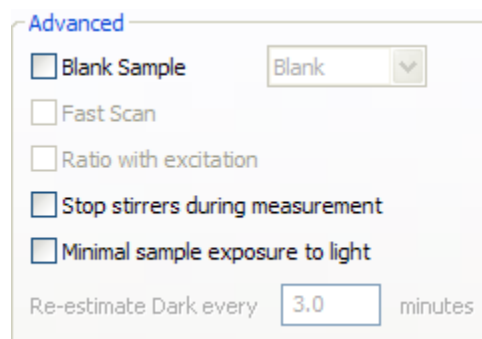 Advanced
Blank Sample Blank
Fast Scan
Ratio with excitation
Stop stirrers during measurement
Minimal sample exposure to light
Re-estimate Dark every 3.0 minutes